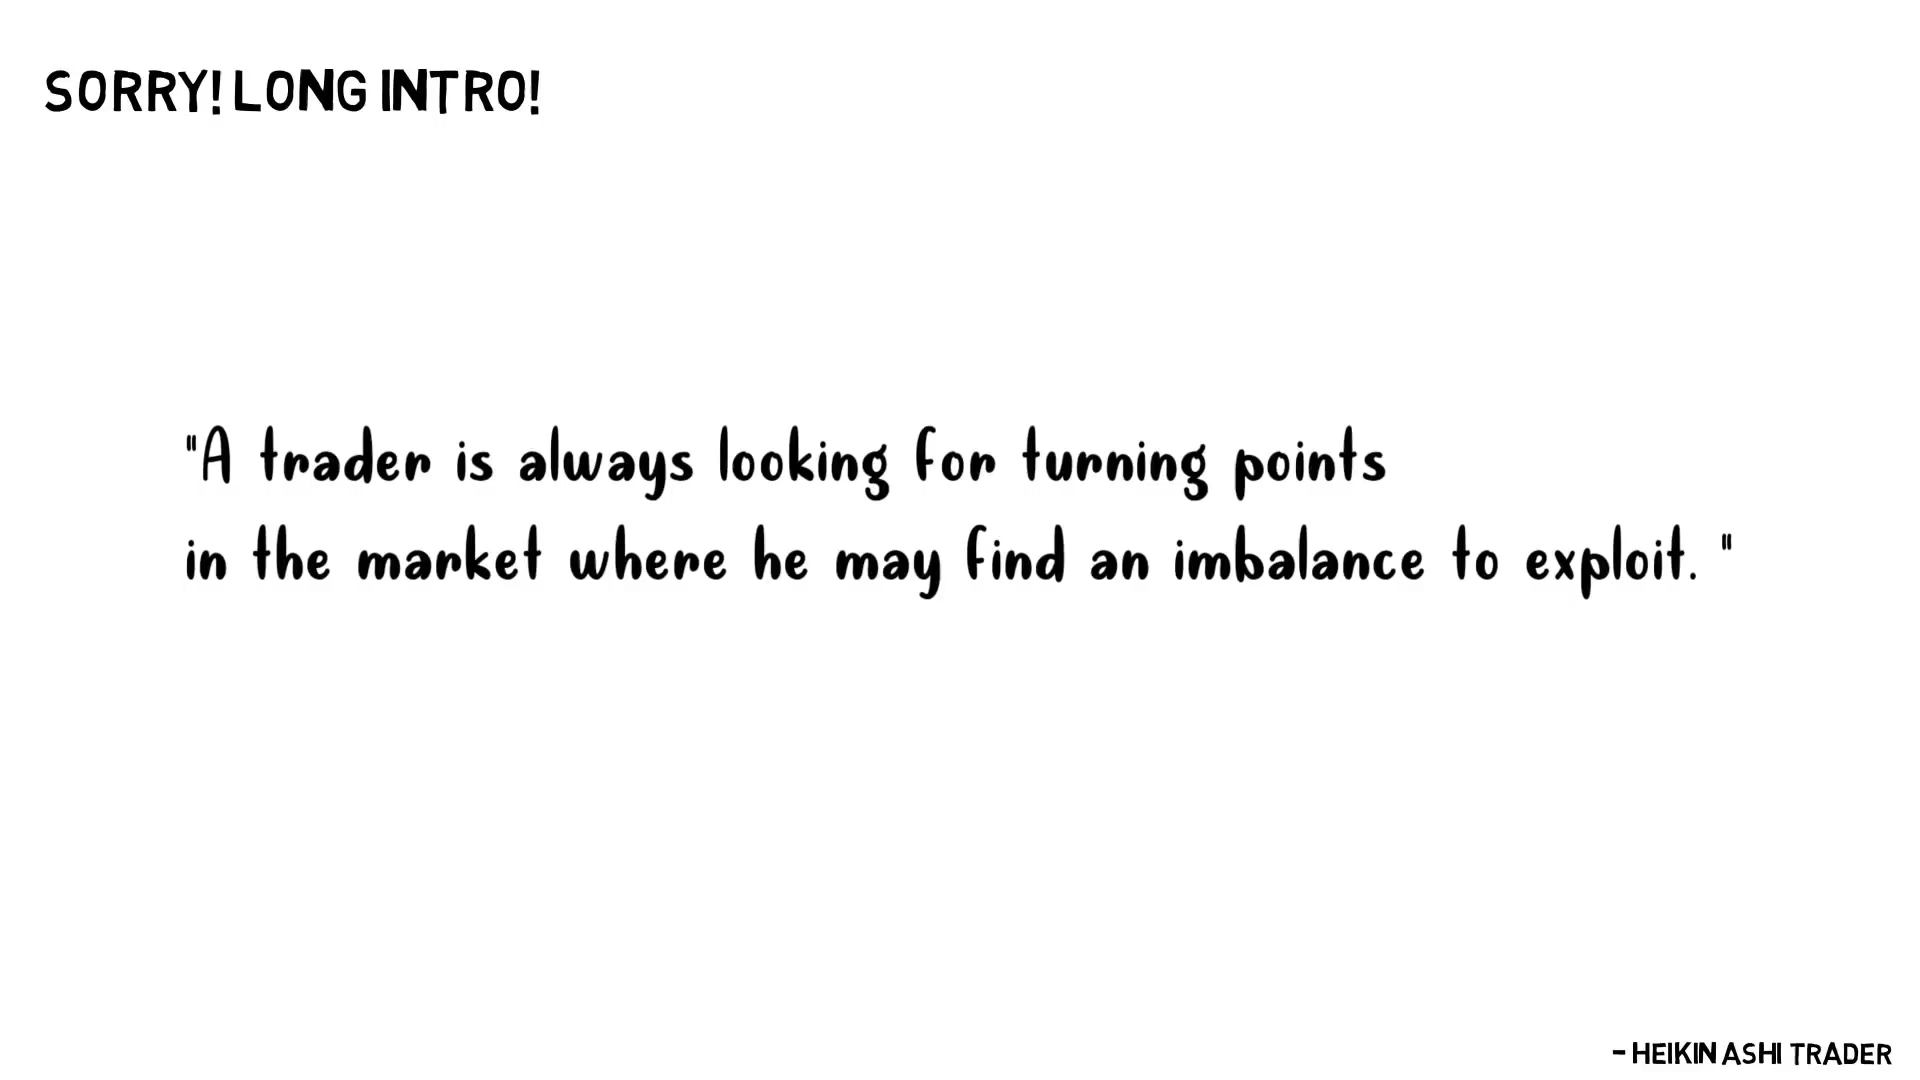 SORRY! LONG INTRO!
"A trader is always looking for turning points
in the market where he may find an imbalance to exploit. "
- HEIKIN ASHI TRADER